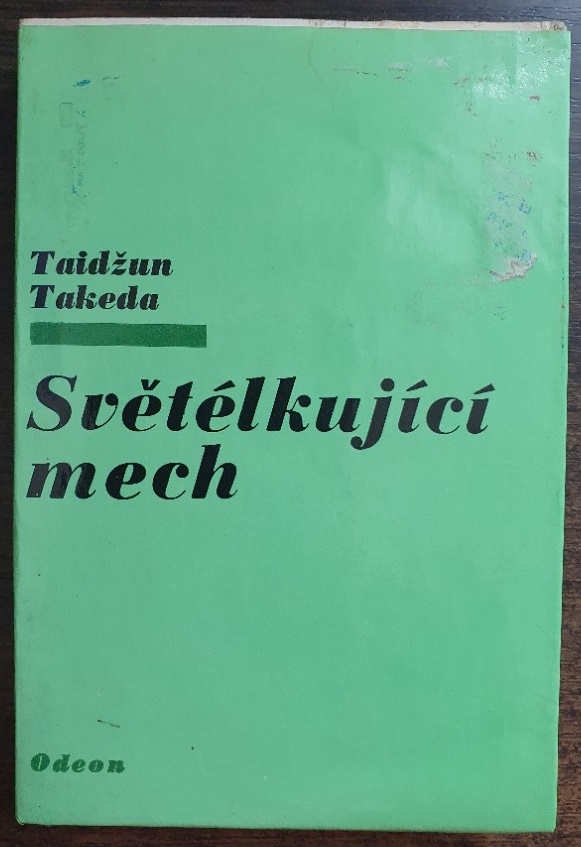 Taidžun
Takeda
Světélkující
mech
Odeon